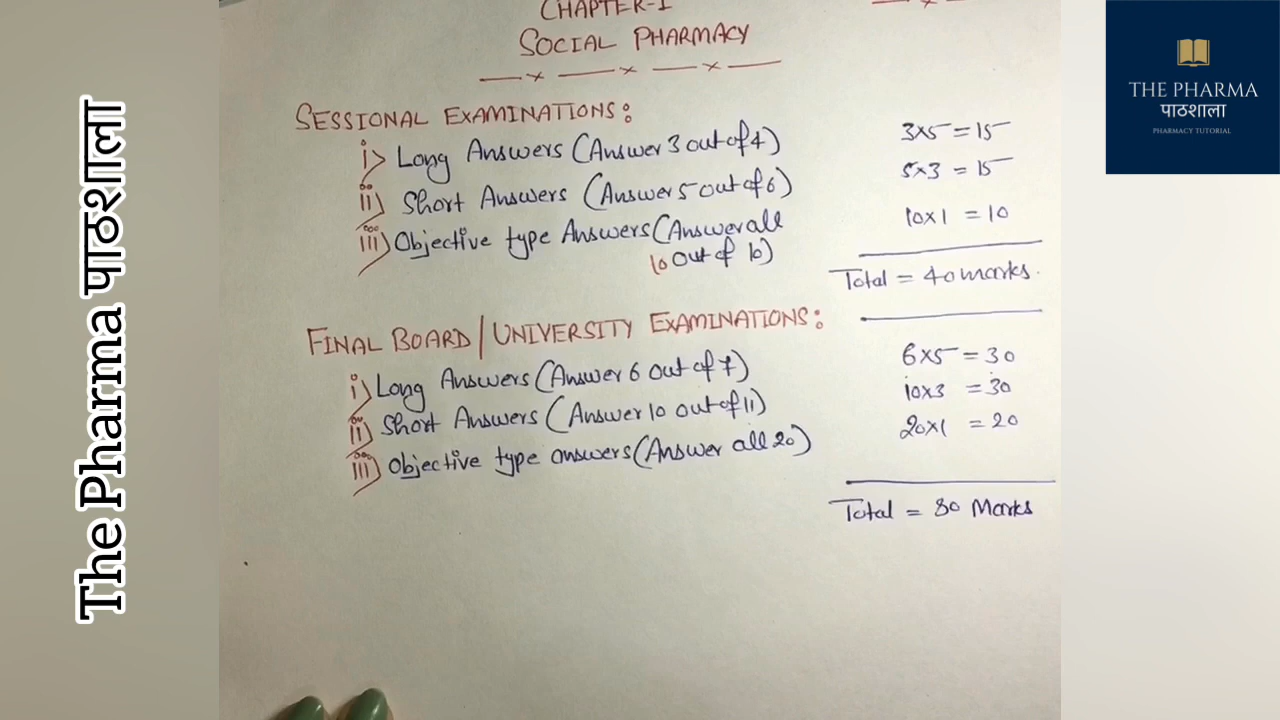 The Pharma पाठशाला
THE PHARMA
पाठशाला
PHARMACY TUTORIAL
CHAPTER-I
SOCIAL PHARMACY
SESSIONAL EXAMINATIONS:
i) Long Answers (Answer 3 out of 4) 3x5 = 15
ii) Short Answers (Answer 5 out of 6) 5x3 = 15
iii) Objective type Answers (Answer all 10x1 = 10
10 out of 10)
Total = 40 marks.
FINAL BOARD/UNIVERSITY EXAMINATIONS:
i) Long Answers (Answer 6 out of 7) 6x5 = 30
ii) Short Answers (Answer 10 out of 11) 10x3 = 30
iii) Objective type answers (Answer all 20) 20x1 = 20
Total = 80 Marks